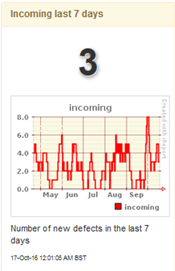 Incoming last 7 days
3
incoming
8.0
6.0
4.0
2.0
0.0
May Jun Jul Aug Sep
incoming
Number of new defects in the last 7
days
17-Oct-16 12:01:05 AM BST